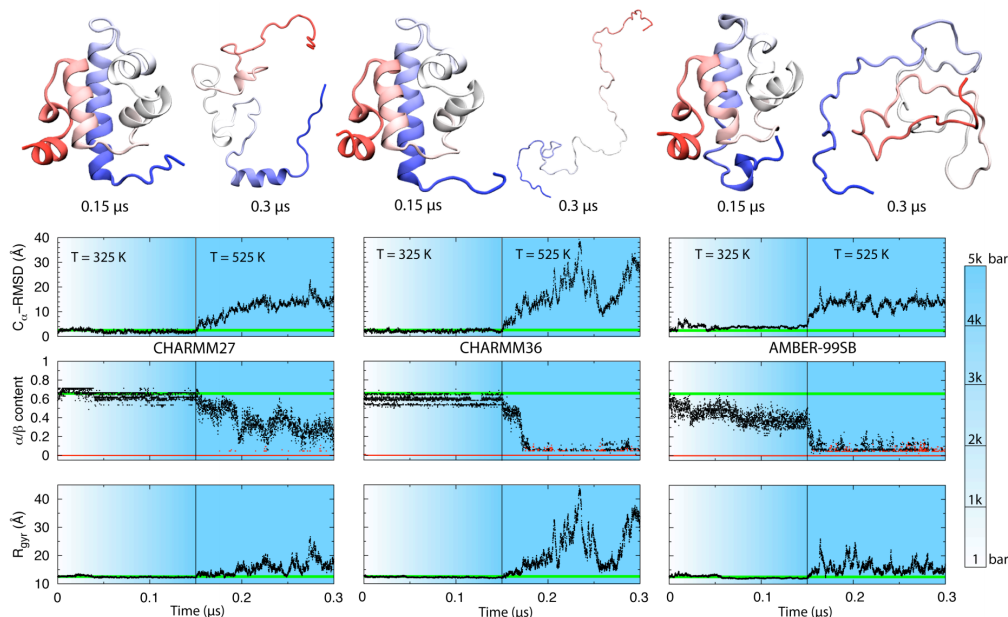 0.15 µs 0.3 µs 0.15 µs 0.3 µs 0.15 µs 0.3 µs
Cα−RMSD (Å)
40
30
20
10
0
T = 325 K T = 525 K
T = 325 K T = 525 K
T = 325 K T = 525 K
CHARMM27 CHARMM36 AMBER-99SB
α/β content
1
0.8
0.6
0.4
0.2
0
Rgyr (Å)
40
30
20
10
0 0.1 0.2 0.3
Time (µs)
0 0.1 0.2 0.3
Time (µs)
0 0.1 0.2 0.3
Time (µs)
5k bar
4k
3k
2k
1k
1 bar